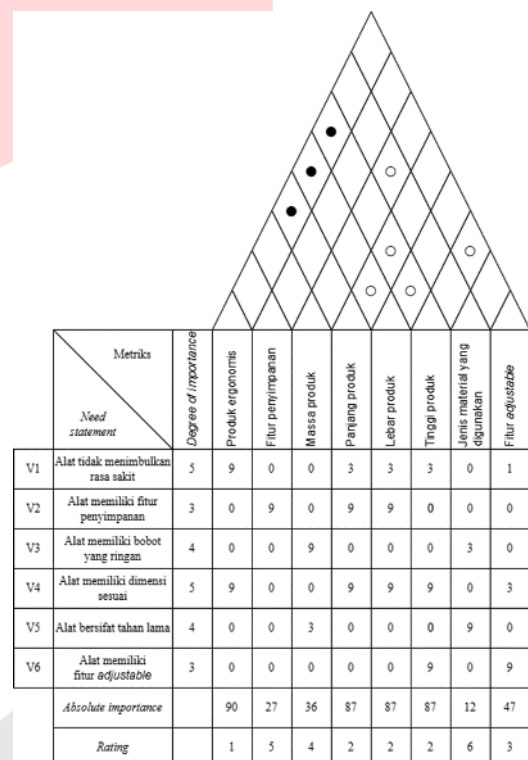 Metriks
Need
statement
Degree of importance
Produk ergonomis
Fitur penyimpanan
Massa produk
Panjang produk
Lebar produk
Tinggi produk
Jenis material yang
digunakan
Fitur adjustable
V1 Alat tidak menimbulkan rasa sakit 5 9 0 0 3 3 3 0 1
V2 Alat memiliki fitur penyimpanan 3 0 9 0 9 9 0 0 0
V3 Alat memiliki bobot yang ringan 4 0 0 9 0 0 0 3 0
V4 Alat memiliki dimensi sesuai 5 9 0 0 9 9 9 0 3
V5 Alat bersifat tahan lama 4 0 0 3 0 0 0 9 0
V6 Alat memiliki fitur adjustable 3 0 0 0 0 0 9 0 9
Absolute importance 90 27 36 87 87 87 12 47
Rating 1 5 4 2 2 2 6 3